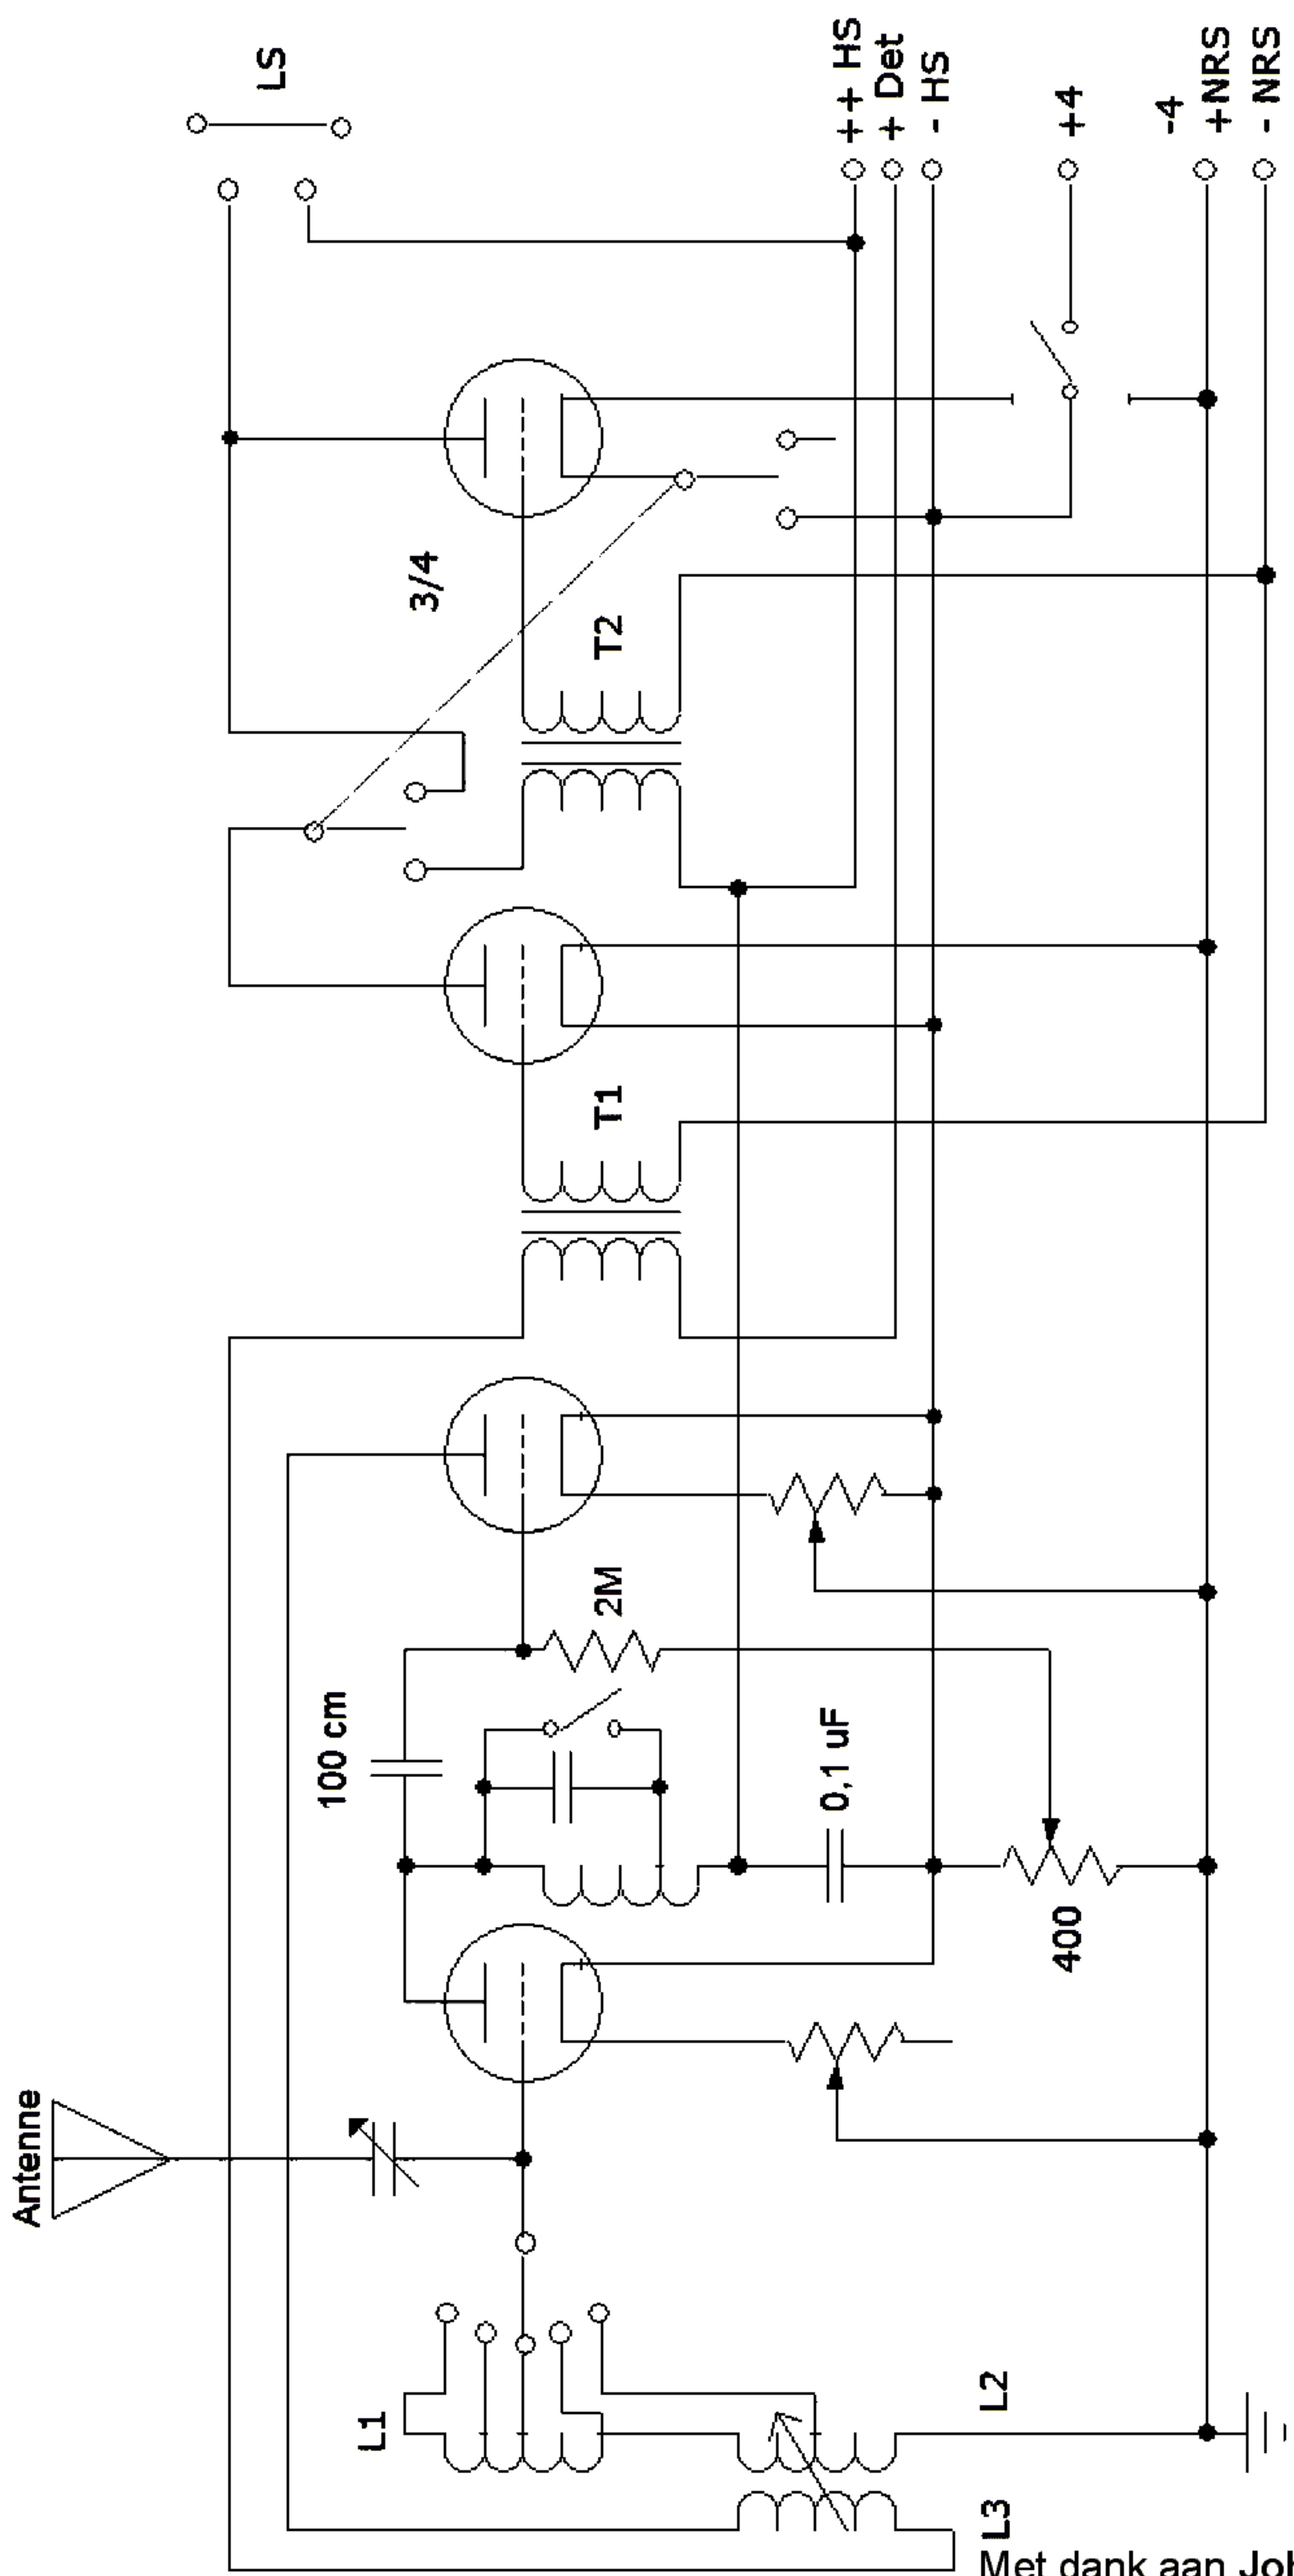 Antenne
L1
L2
L3
100 cm
2M
0,1 uF
400
T1
T2
3/4
LS
++ HS
+ Det
- HS
+4
-4
+NRS
- NRS
Met dank aan